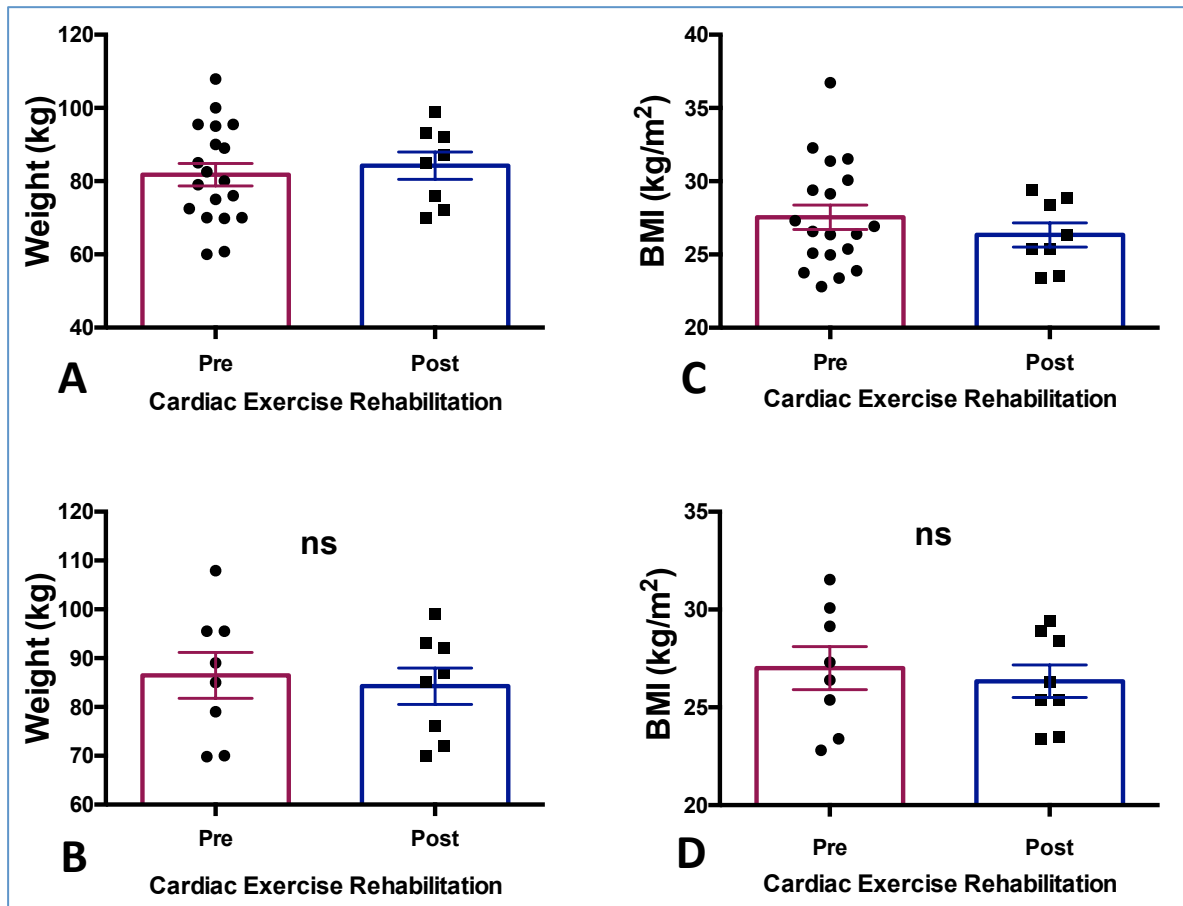 Weight (kg)
120
100
80
60
40
Pre
Post
A
Cardiac Exercise Rehabilitation
BMI (kg/m²)
40
35
30
25
20
Pre
Post
C
Cardiac Exercise Rehabilitation
Weight (kg)
120
110
100
90
80
70
60
ns
Pre
Post
B
Cardiac Exercise Rehabilitation
BMI (kg/m²)
35
30
25
20
ns
Pre
Post
D
Cardiac Exercise Rehabilitation